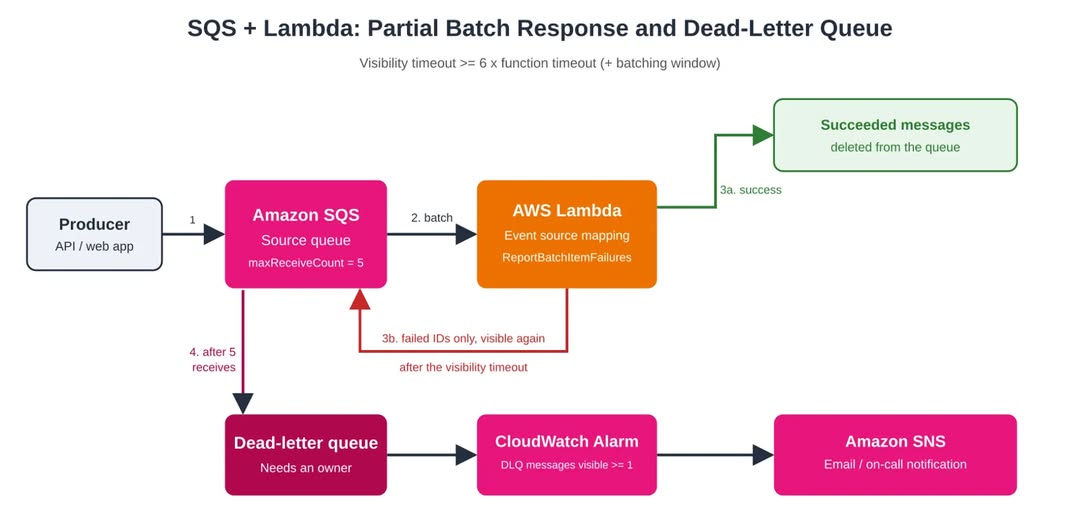 SQS + Lambda: Partial Batch Response and Dead-Letter Queue
Visibility timeout >= 6 x function timeout (+ batching window)
Succeeded messages
deleted from the queue
3a. success
Producer
API / web app
1
Amazon SQS
Source queue
maxReceiveCount = 5
2. batch
AWS Lambda
Event source mapping
ReportBatchItemFailures
3b. failed IDs only, visible again
after the visibility timeout
4. after 5
receives
Dead-letter queue
Needs an owner
CloudWatch Alarm
DLQ messages visible >= 1
Amazon SNS
Email / on-call notification